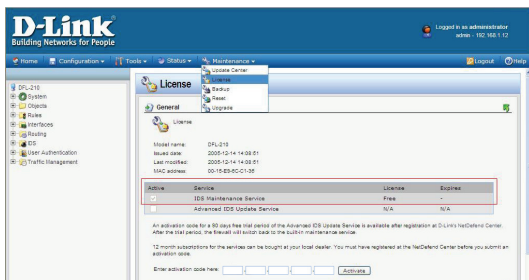 D-Link
Building Networks for People
Logged in as administrator
admin - 192.168.1.12
Home Configuration Tools Status Maintenance Logout Help
Update Center
License
Backup
Reset
Upgrade
DFL-210
System
Objects
Rules
Interfaces
Routing
IDS
User Authentication
Traffic Management
License
General
License
Model name: DFL-210
Issued date: 2005-12-14 14:08:51
Last modified: 2005-12-14 14:08:51
MAC address:
Active Service License Expires
IDS Maintenance Service Free -
Advanced IDS Update Service N/A N/A
An activation code for a 90 days free trial period of the Advanced IDS Update Service is available after registration at D-Link's NetDefend Center.
After the trial period, the firewall will switch back to the built-in maintenance service.
12 month subscriptions for the services can be bought at your local dealer. You must have registered at the NetDefend Center before you submit an
activation code.
Enter activation code here: - - - - Activate